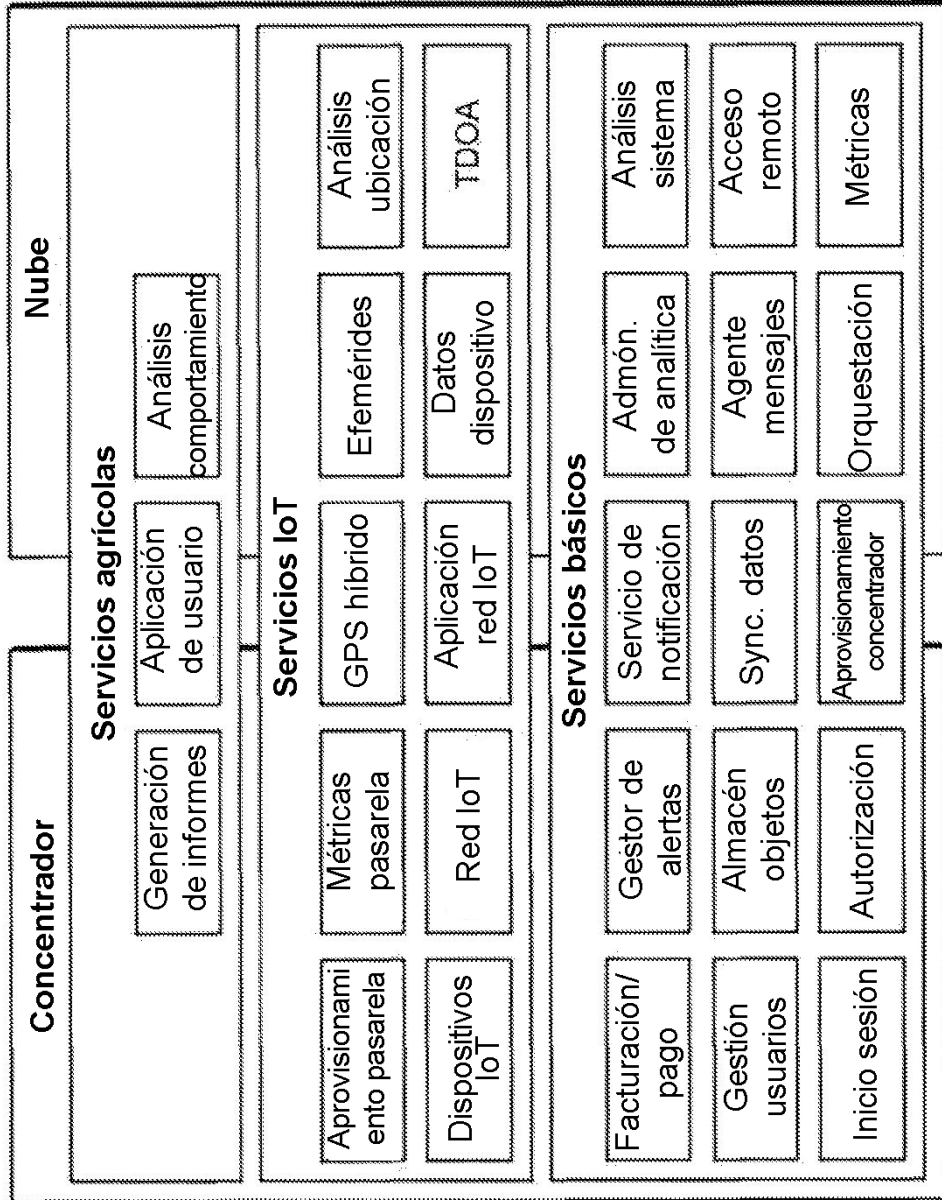 Concentrador
Nube
Servicios agrícolas
Generación
de informes
Aplicación
de usuario
Análisis
comportamiento
Servicios IoT
Aprovisionami
ento pasarela
Métricas
pasarela
GPS híbrido
Efemérides
Análisis
ubicación
Dispositivos
IoT
Red IoT
Aplicación
red IoT
Datos
dispositivo
TDOA
Servicios básicos
Facturación/
pago
Gestor de
alertas
Servicio de
notificación
Admón.
de analítica
Análisis
sistema
Gestión
usuarios
Almacén
objetos
Sync. datos
Agente
mensajes
Acceso
remoto
Inicio sesión
Autorización
Aprovisionamiento
concentrador
Orquestación
Métricas